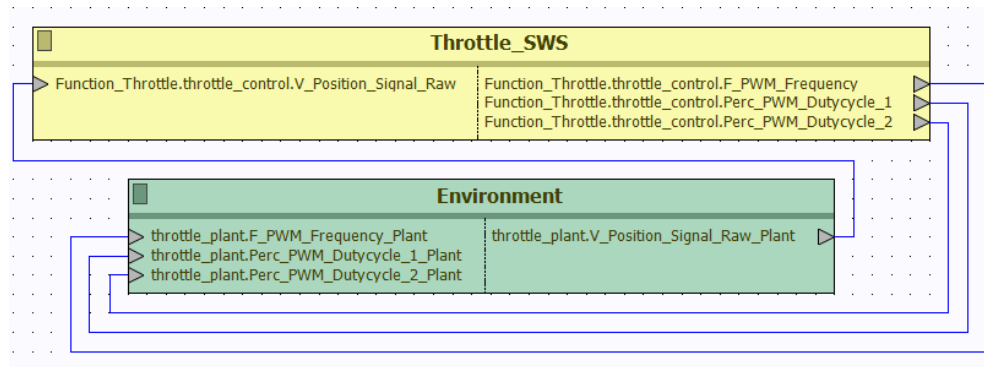 Throttle_SWS
Function_Throttle.throttle_control.V_Position_Signal_Raw
Function_Throttle.throttle_control.F_PWM_Frequency
Function_Throttle.throttle_control.Perc_PWM_Dutycycle_1
Function_Throttle.throttle_control.Perc_PWM_Dutycycle_2
Environment
throttle_plant.F_PWM_Frequency_Plant
throttle_plant.Perc_PWM_Dutycycle_1_Plant
throttle_plant.Perc_PWM_Dutycycle_2_Plant
throttle_plant.V_Position_Signal_Raw_Plant